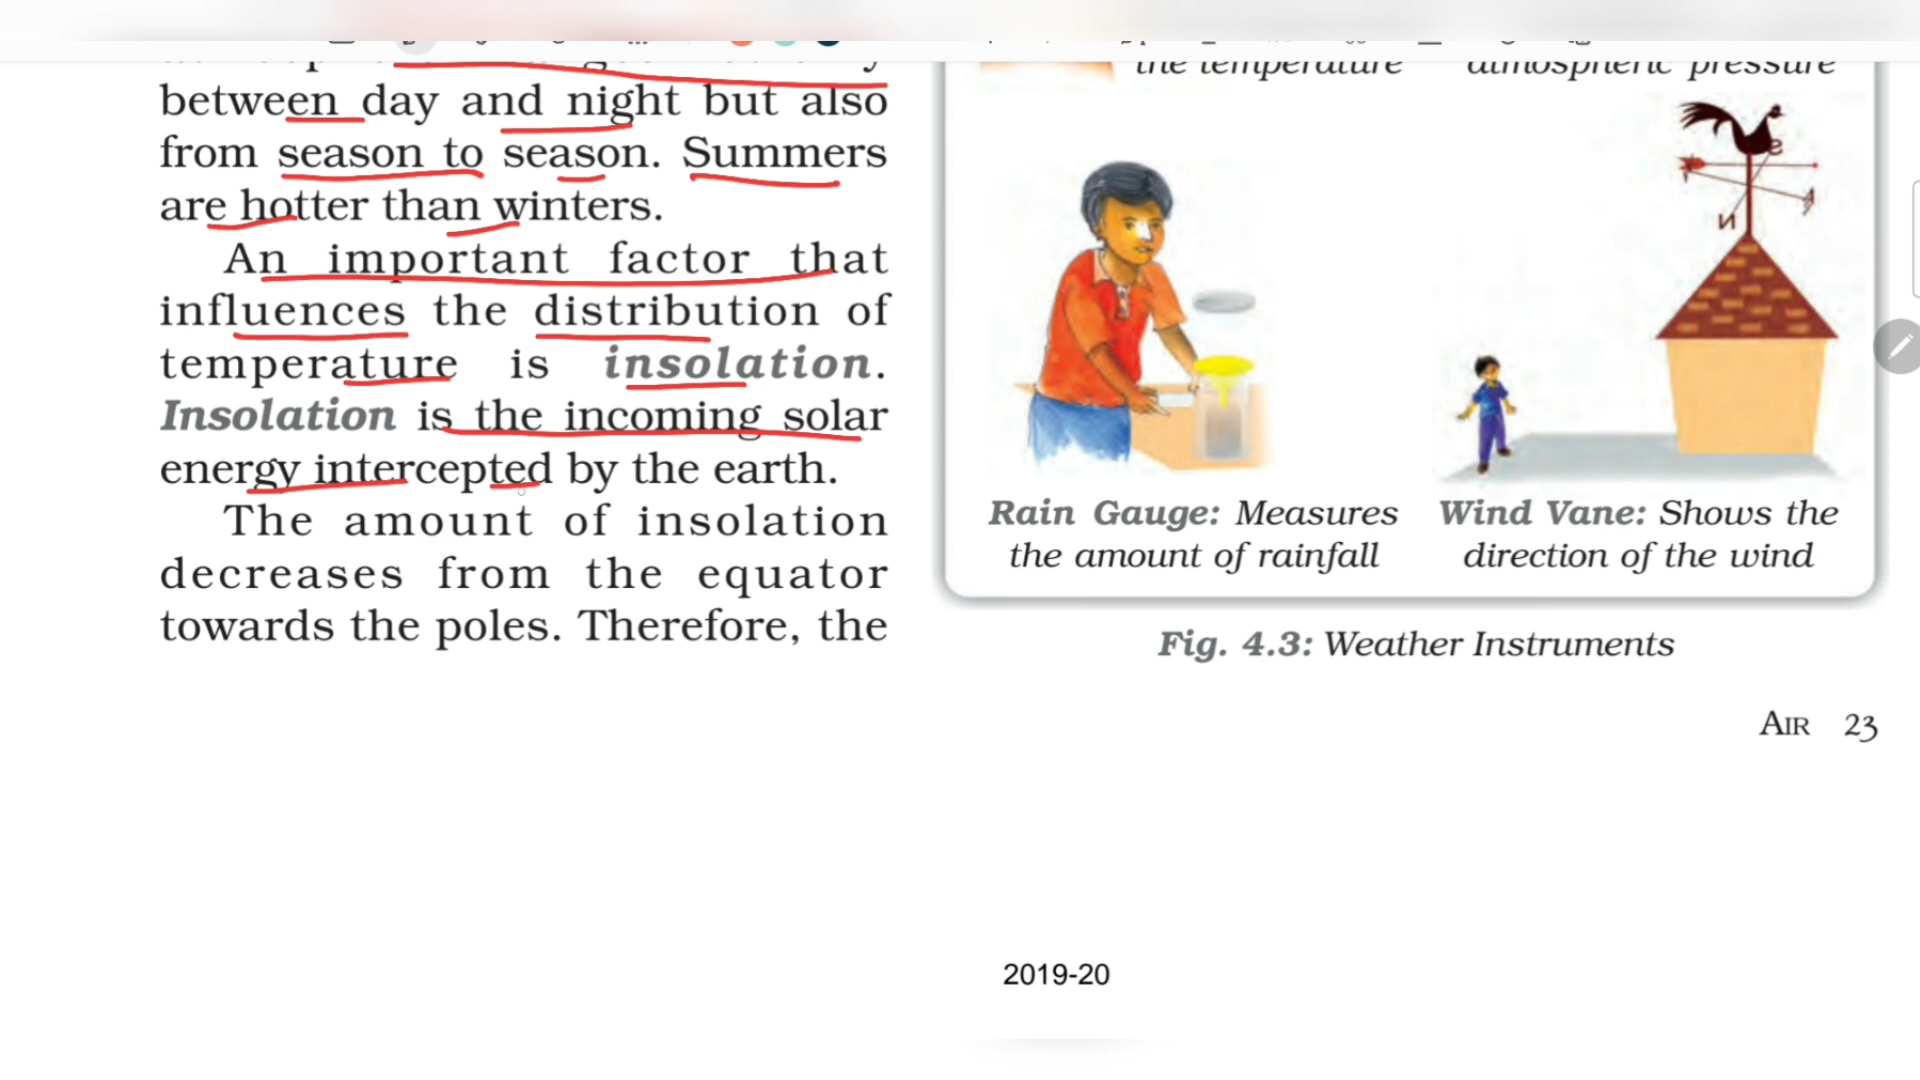 between day and night but also
from season to season. Summers
are hotter than winters.
An important factor that
influences the distribution of
temperature is insolation.
Insolation is the incoming solar
energy intercepted by the earth.
The amount of insolation
decreases from the equator
towards the poles. Therefore, the
the temperature
atmospheric pressure
S
N
Rain Gauge: Measures
the amount of rainfall
Wind Vane: Shows the
direction of the wind
Fig. 4.3: Weather Instruments
AIR 23
2019-20